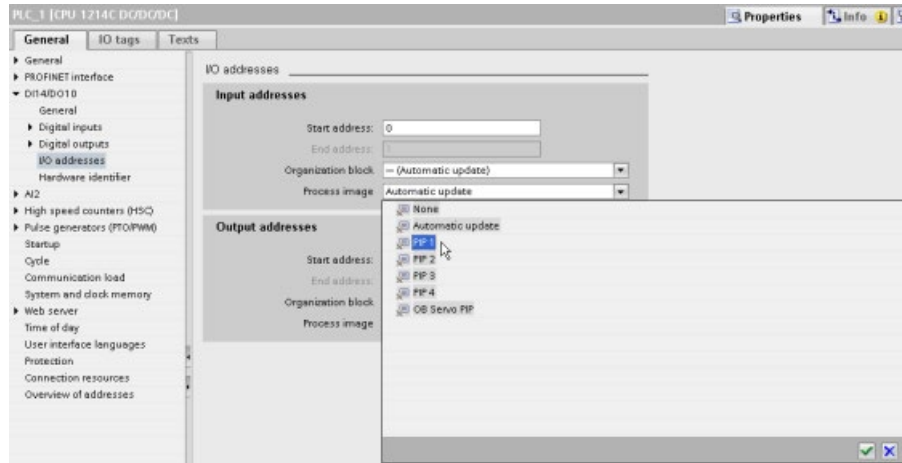 PLC_1 [CPU 1214C DC/DC/DC]
Properties
Info
General
IO tags
Texts
General
PROFINET interface
DI14/DO10
General
Digital inputs
Digital outputs
I/O addresses
Hardware identifier
AI2
High speed counters (HSC)
Pulse generators (PTO/PWM)
Startup
Cycle
Communication load
System and clock memory
Web server
Time of day
User interface languages
Protection
Connection resources
Overview of addresses
I/O addresses
Input addresses
Start address: 0
End address: 1
Organization block --- (Automatic update)
Process image Automatic update
None
Automatic update
PIP 1
PIP 2
PIP 3
PIP 4
OB Servo PIP
Output addresses
Start address:
End address:
Organization block
Process image